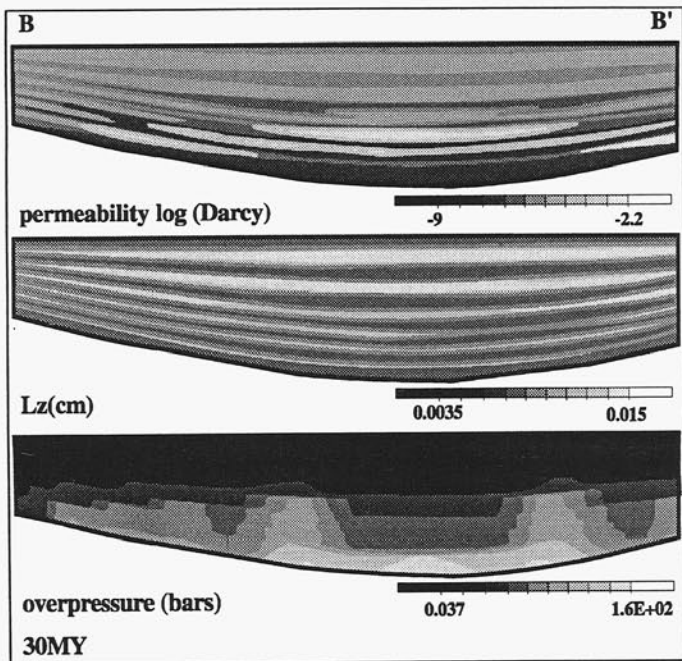 B B'
permeability log (Darcy)
-9 -2.2
Lz(cm)
0.0035 0.015
overpressure (bars)
0.037 1.6E+02
30MY